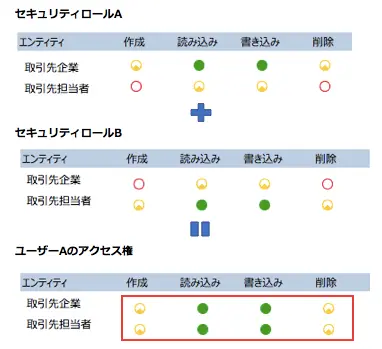 セキュリティロールA
エンティティ 作成 読み込み 書き込み 削除
取引先企業
取引先担当者
セキュリティロールB
エンティティ 作成 読み込み 書き込み 削除
取引先企業
取引先担当者
ユーザーAのアクセス権
エンティティ 作成 読み込み 書き込み 削除
取引先企業
取引先担当者